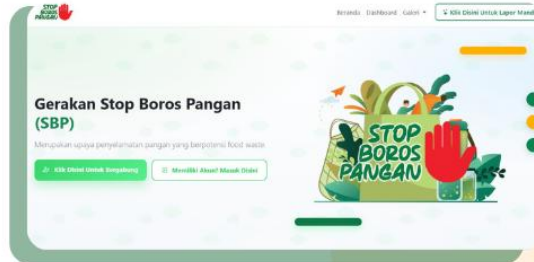 STOP
BOROS
PANGAN
Beranda Dashboard Galeri
Klik Disini Untuk Lapor Mandi
Gerakan Stop Boros Pangan
(SBP)
Merupakan upaya penyelamatan pangan yang berpotensi food waste.
Klik Disini Untuk Bergabung
Memiliki Akun? Masuk Disini
STOP
BOROS
PANGAN